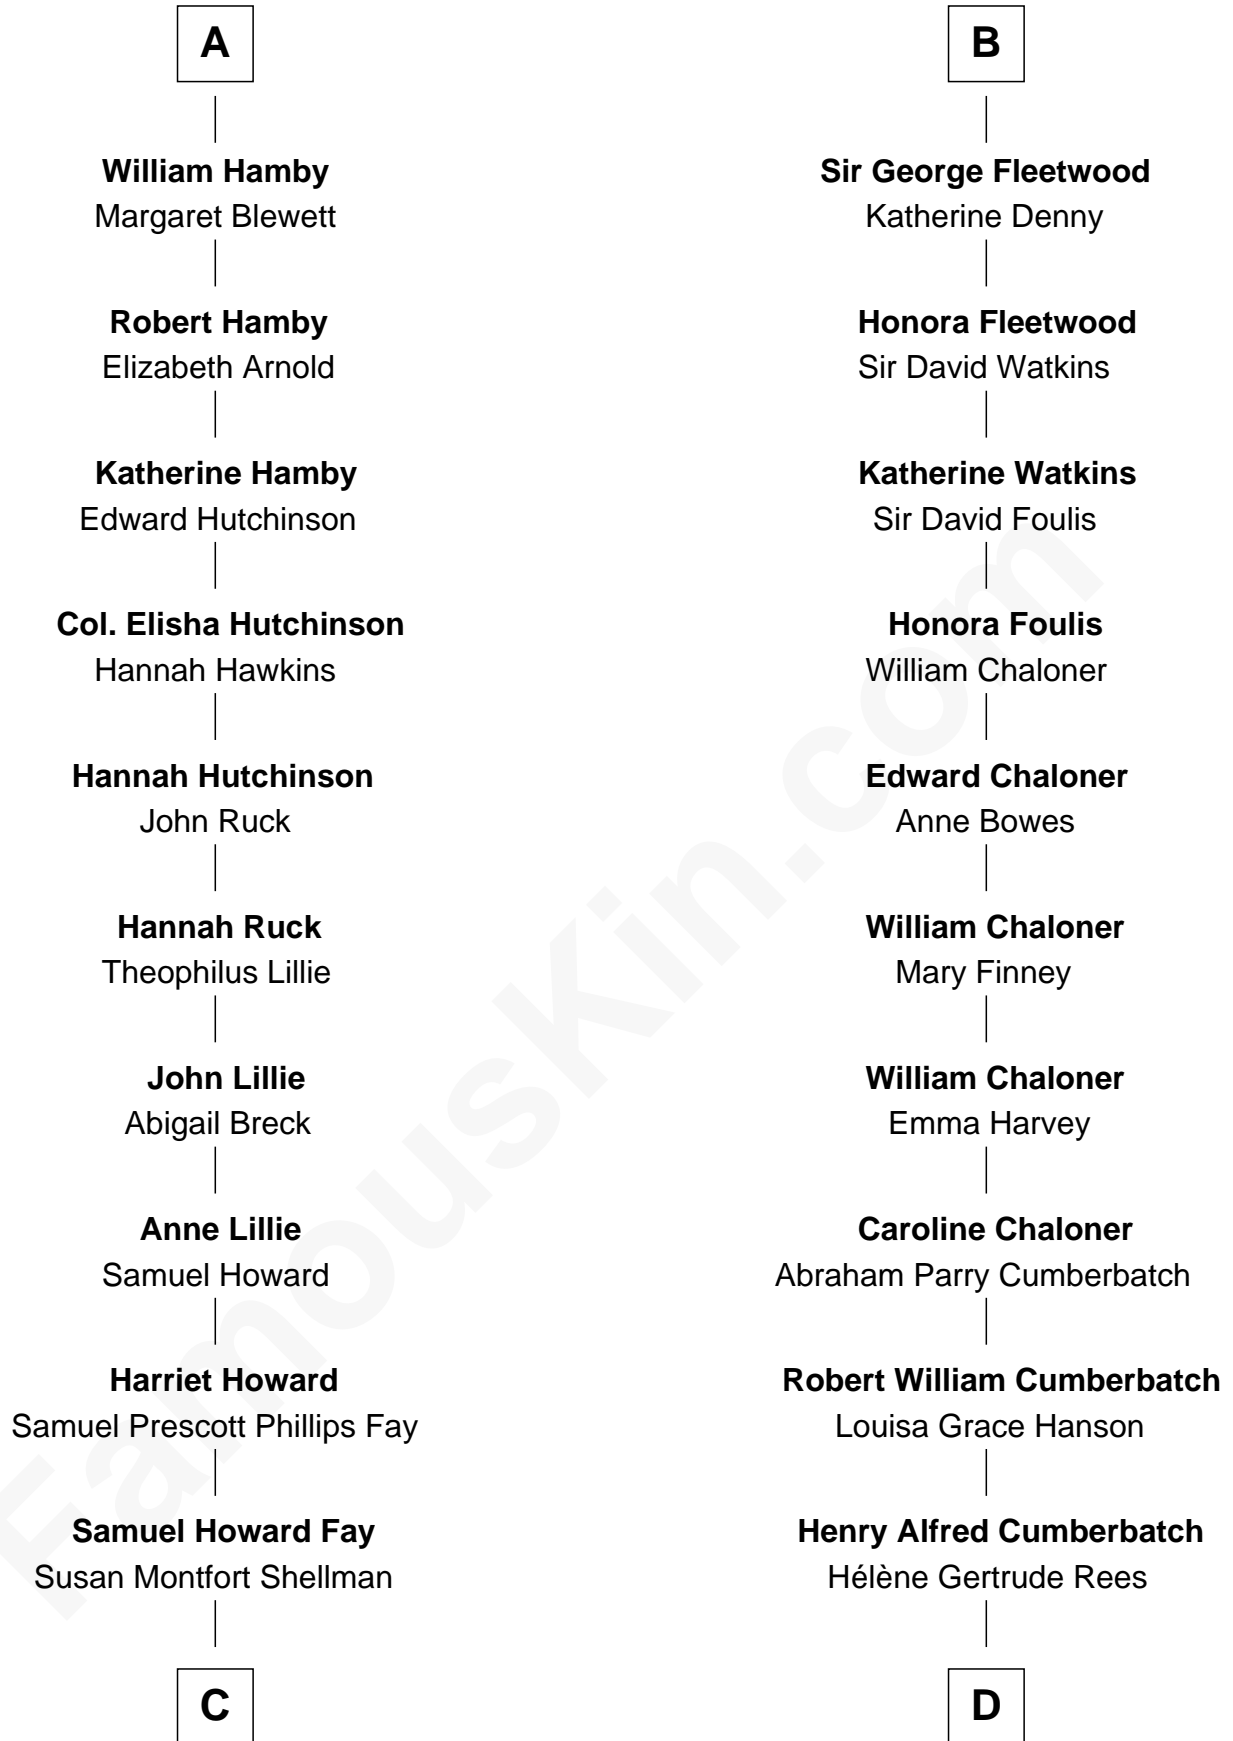 A
William Hamby
Margaret Blewett
Robert Hamby
Elizabeth Arnold
Katherine Hamby
Edward Hutchinson
Col. Elisha Hutchinson
Hannah Hawkins
Hannah Hutchinson
John Ruck
Hannah Ruck
Theophilus Lillie
John Lillie
Abigail Breck
Anne Lillie
Samuel Howard
Harriet Howard
Samuel Prescott Phillips Fay
Samuel Howard Fay
Susan Montfort Shellman
C
B
Sir George Fleetwood
Katherine Denny
Honora Fleetwood
Sir David Watkins
Katherine Watkins
Sir David Foulis
Honora Foulis
William Chaloner
Edward Chaloner
Anne Bowes
William Chaloner
Mary Finney
William Chaloner
Emma Harvey
Caroline Chaloner
Abraham Parry Cumberbatch
Robert William Cumberbatch
Louisa Grace Hanson
Henry Alfred Cumberbatch
Hélène Gertrude Rees
D
FamousKin.com